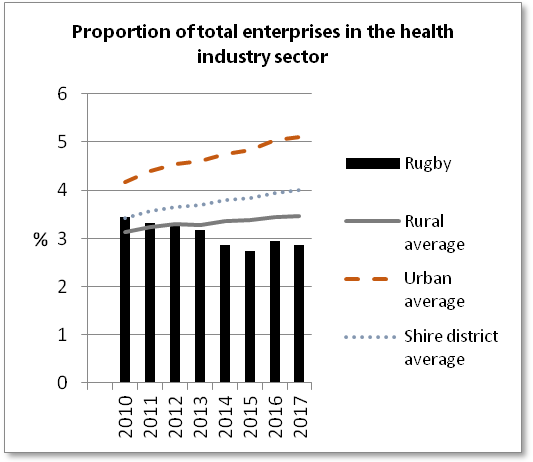 Proportion of total enterprises in the health
industry sector
6
5
4
3
2
1
0
%
2010
2011
2012
2013
2014
2015
2016
2017
Rugby
Rural
average
Urban
average
Shire district
average